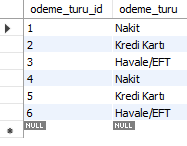 odeme_turu_id odeme_turu
1 Nakit
2 Kredi Kartı
3 Havale/EFT
4 Nakit
5 Kredi Kartı
6 Havale/EFT
NULL NULL